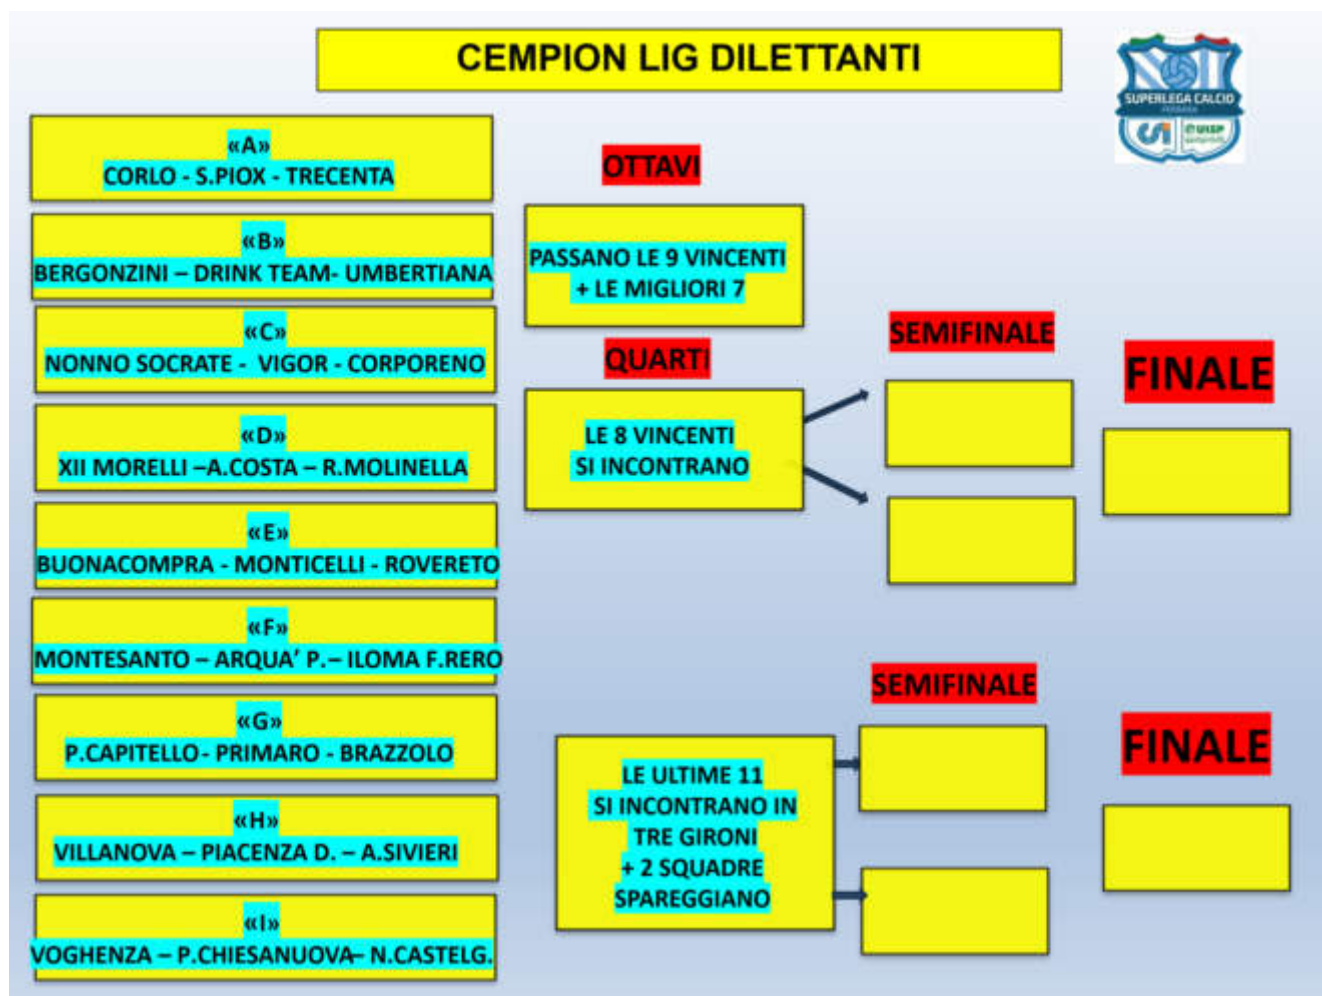 CEMPION LIG DILETTANTI
SUPERLEGA CALCIO
CSi
UISP
«A»
CORLO - S.PIOX - TRECENTA
«B»
BERGONZINI – DRINK TEAM- UMBERTIANA
«C»
NONNO SOCRATE - VIGOR - CORPORENO
«D»
XII MORELLI –A.COSTA – R.MOLINELLA
«E»
BUONACOMPRA - MONTICELLI - ROVERETO
«F»
MONTESANTO – ARQUA’ P.– ILOMA F.RERO
«G»
P.CAPITELLO- PRIMARO - BRAZZOLO
«H»
VILLANOVA – PIACENZA D. – A.SIVIERI
«I»
VOGHENZA – P.CHIESANUOVA– N.CASTELG.
OTTAVI
PASSANO LE 9 VINCENTI
+ LE MIGLIORI 7
QUARTI
LE 8 VINCENTI
SI INCONTRANO
SEMIFINALE
FINALE
LE ULTIME 11
SI INCONTRANO IN
TRE GIRONI
+ 2 SQUADRE
SPAREGGIANO
SEMIFINALE
FINALE